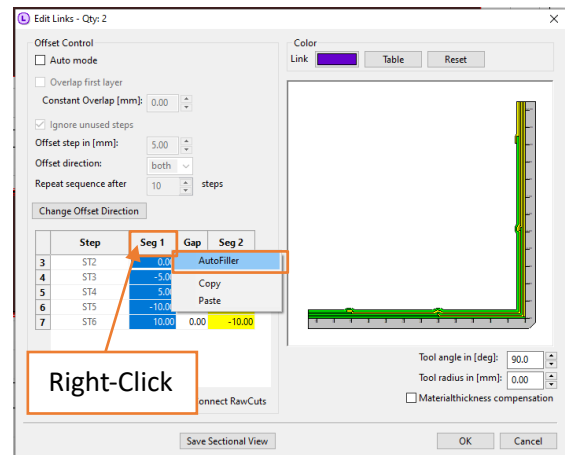 L Edit Links - Qty: 2
Offset Control
Auto mode
Overlap first layer
Constant Overlap [mm]: 0.00
Ignore unused steps
Offset step in [mm]: 5.00
Offset direction: both
Repeat sequence after 10 steps
Change Offset Direction
Step Seg 1 Gap Seg 2
3 ST2 0.00
4 ST3 -5.0
5 ST4 5.0
6 ST5 -10.0
7 ST6 10.00 0.00 -10.00
AutoFiller
Copy
Paste
Right-Click
onnect RawCuts
Color
Link Table Reset
Tool angle in [deg]: 90.0
Tool radius in [mm]: 0.00
Materialthickness compensation
Save Sectional View OK Cancel